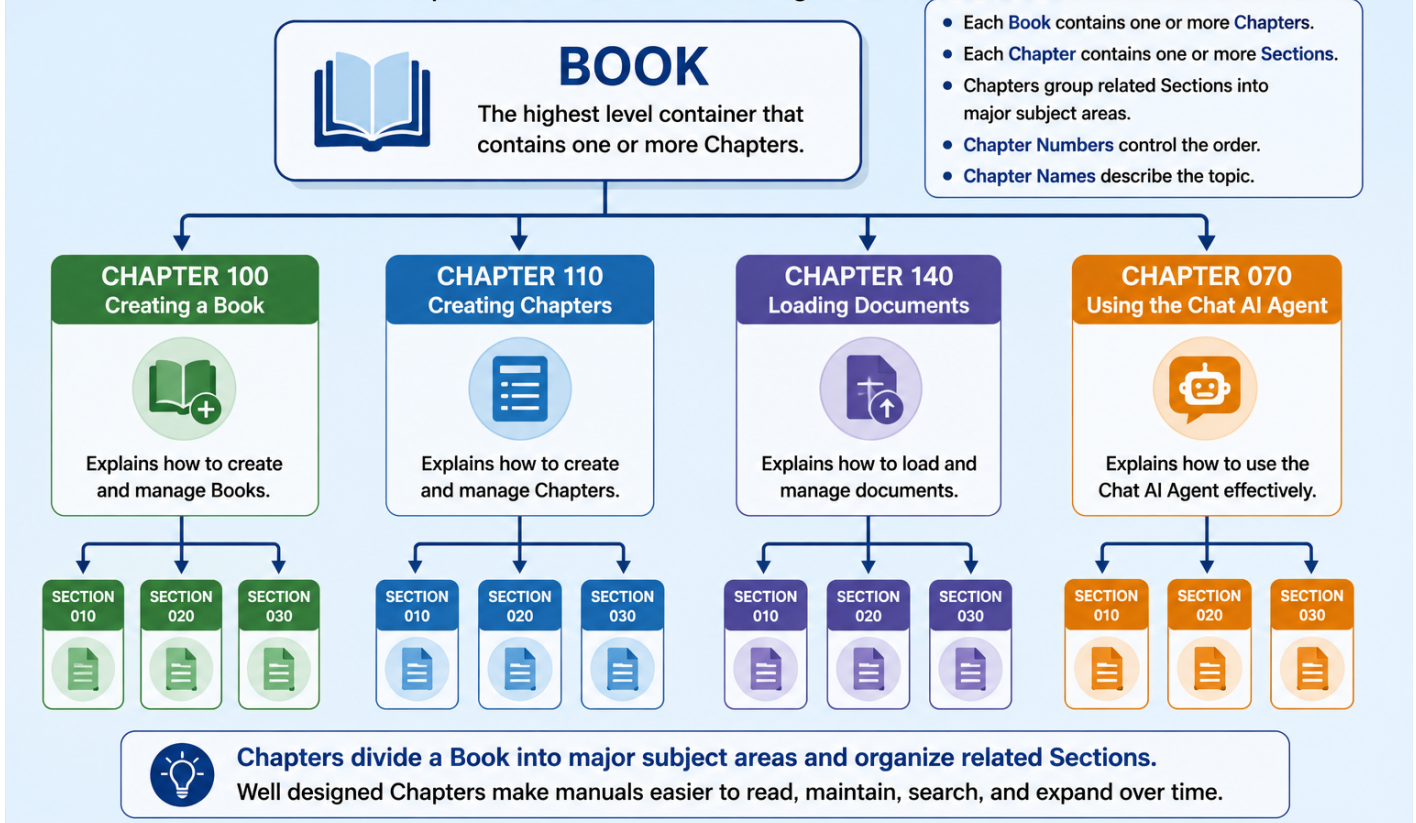 BOOK
The highest level container that
contains one or more Chapters.
• Each Book contains one or more Chapters.
• Each Chapter contains one or more Sections.
• Chapters group related Sections into
major subject areas.
• Chapter Numbers control the order.
• Chapter Names describe the topic.
CHAPTER 100
Creating a Book
Explains how to create
and manage Books.
CHAPTER 110
Creating Chapters
Explains how to create
and manage Chapters.
CHAPTER 140
Loading Documents
Explains how to load and
manage documents.
CHAPTER 070
Using the Chat AI Agent
Explains how to use the
Chat AI Agent effectively.
SECTION
010
SECTION
020
SECTION
030
SECTION
010
SECTION
020
SECTION
030
SECTION
010
SECTION
020
SECTION
030
SECTION
010
SECTION
020
SECTION
030
Chapters divide a Book into major subject areas and organize related Sections.
Well designed Chapters make manuals easier to read, maintain, search, and expand over time.